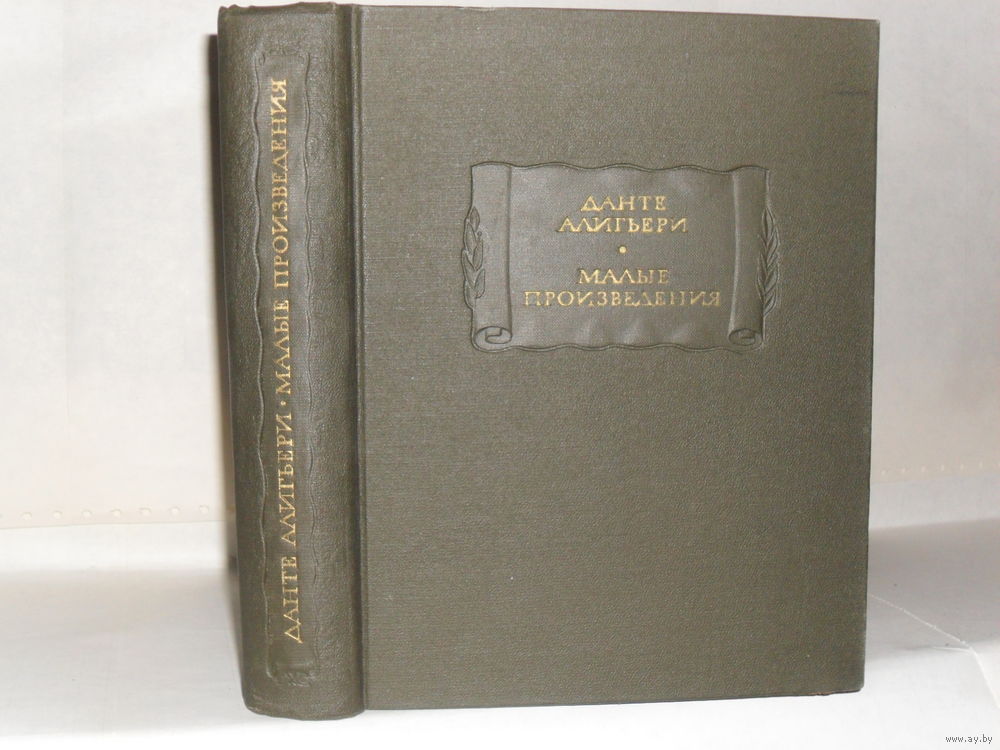 ДАНТЕ АЛИГЬЕРИ · МАЛЫЕ ПРОИЗВЕДЕНИЯ
ДАНТЕ
АЛИГЬЕРИ
·
МАЛЫЕ
ПРОИЗВЕДЕНИЯ
© www.ay.by